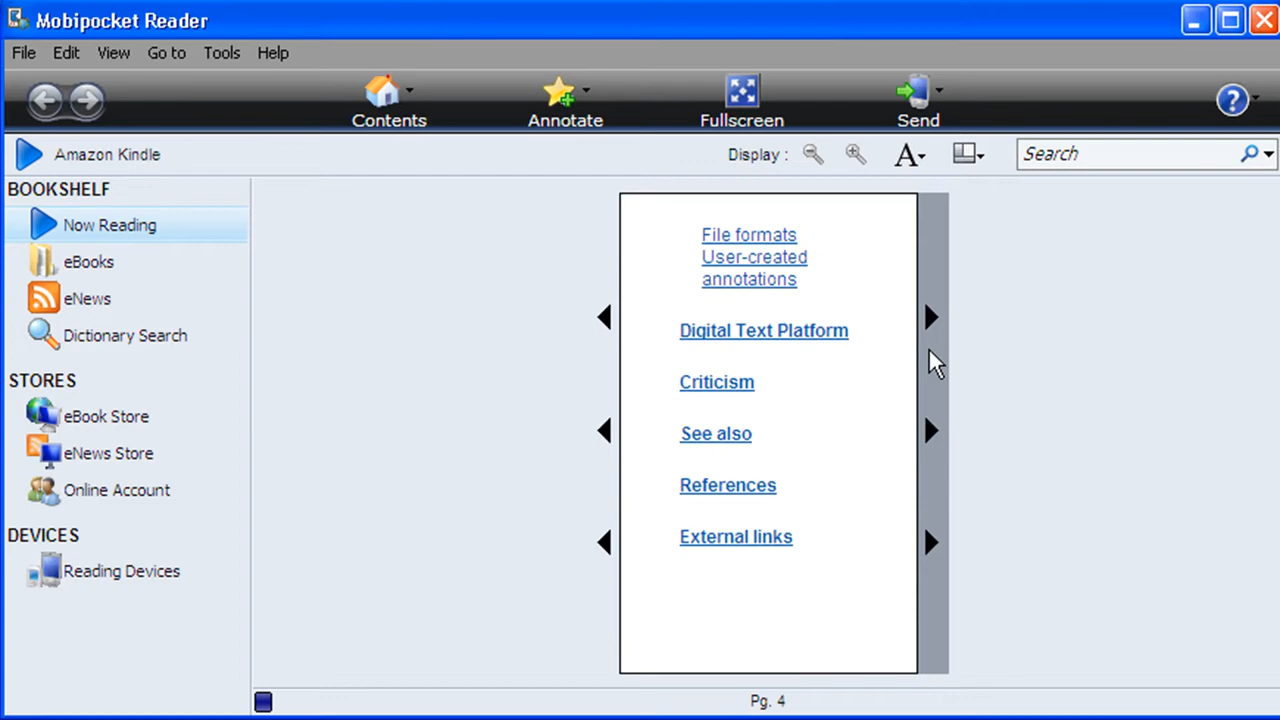 Mobipocket Reader
File Edit View Go to Tools Help
Contents Annotate Fullscreen Send ?
Amazon Kindle Display : A Search
BOOKSHELF
Now Reading
eBooks
eNews
Dictionary Search
STORES
eBook Store
eNews Store
Online Account
DEVICES
Reading Devices
File formats
User-created
annotations
Digital Text Platform
Criticism
See also
References
External links
Pg. 4